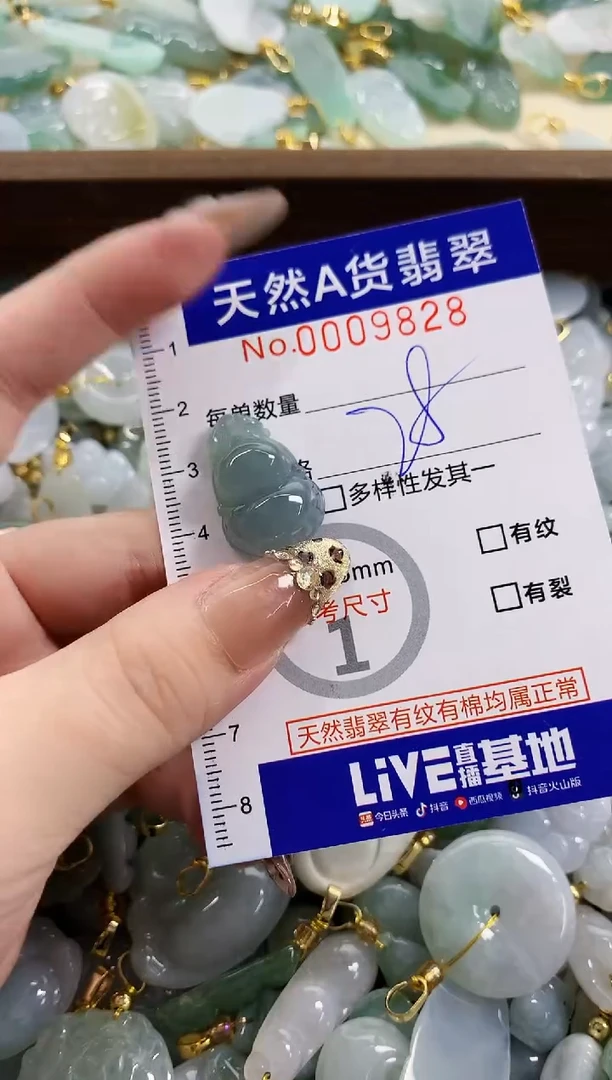 天然A货翡翠
No.0009828
1
2
每单数量
3
格
多样性发其一
4
有纹
mm
有裂
考尺寸
1
天然翡翠有纹有棉均属正常
7
LiVE直播基地
8
今日头条 抖音 西瓜视频 抖音火山版